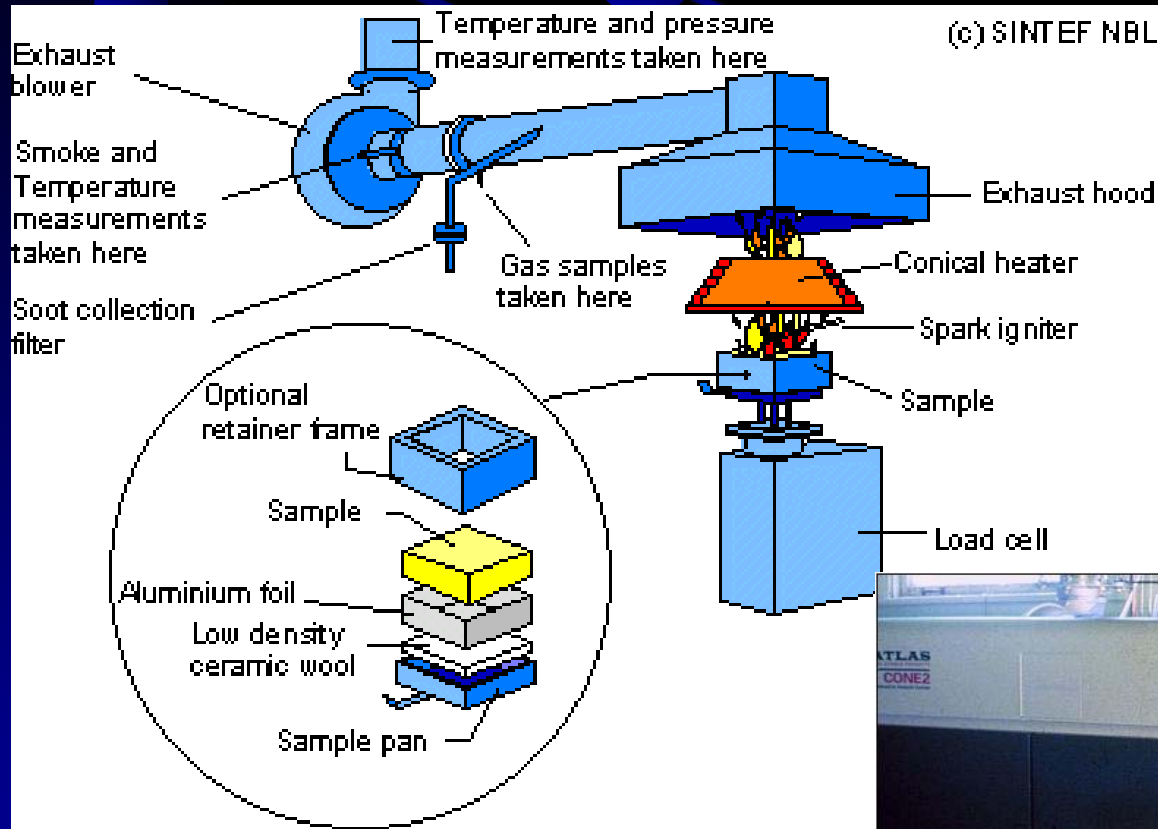 Temperature and pressure
measurements taken here
(c) SINTEF NBL
Exhaust
blower
Smoke and
Temperature
measurements
taken here
Exhaust hood
Gas samples
taken here
Conical heater
Soot collection
filter
Spark igniter
Optional
retainer frame
Sample
Sample
Load cell
Aluminium foil
Low density
ceramic wool
Sample pan
ATLAS
CONE2